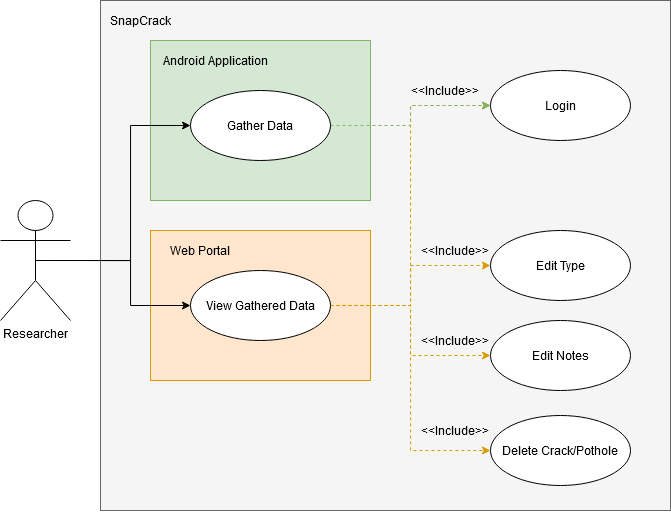 SnapCrack
Android Application
<<Include>>
Login
Gather Data
Web Portal
<<Include>>
Edit Type
View Gathered Data
Researcher
<<Include>>
Edit Notes
<<Include>>
Delete Crack/Pothole